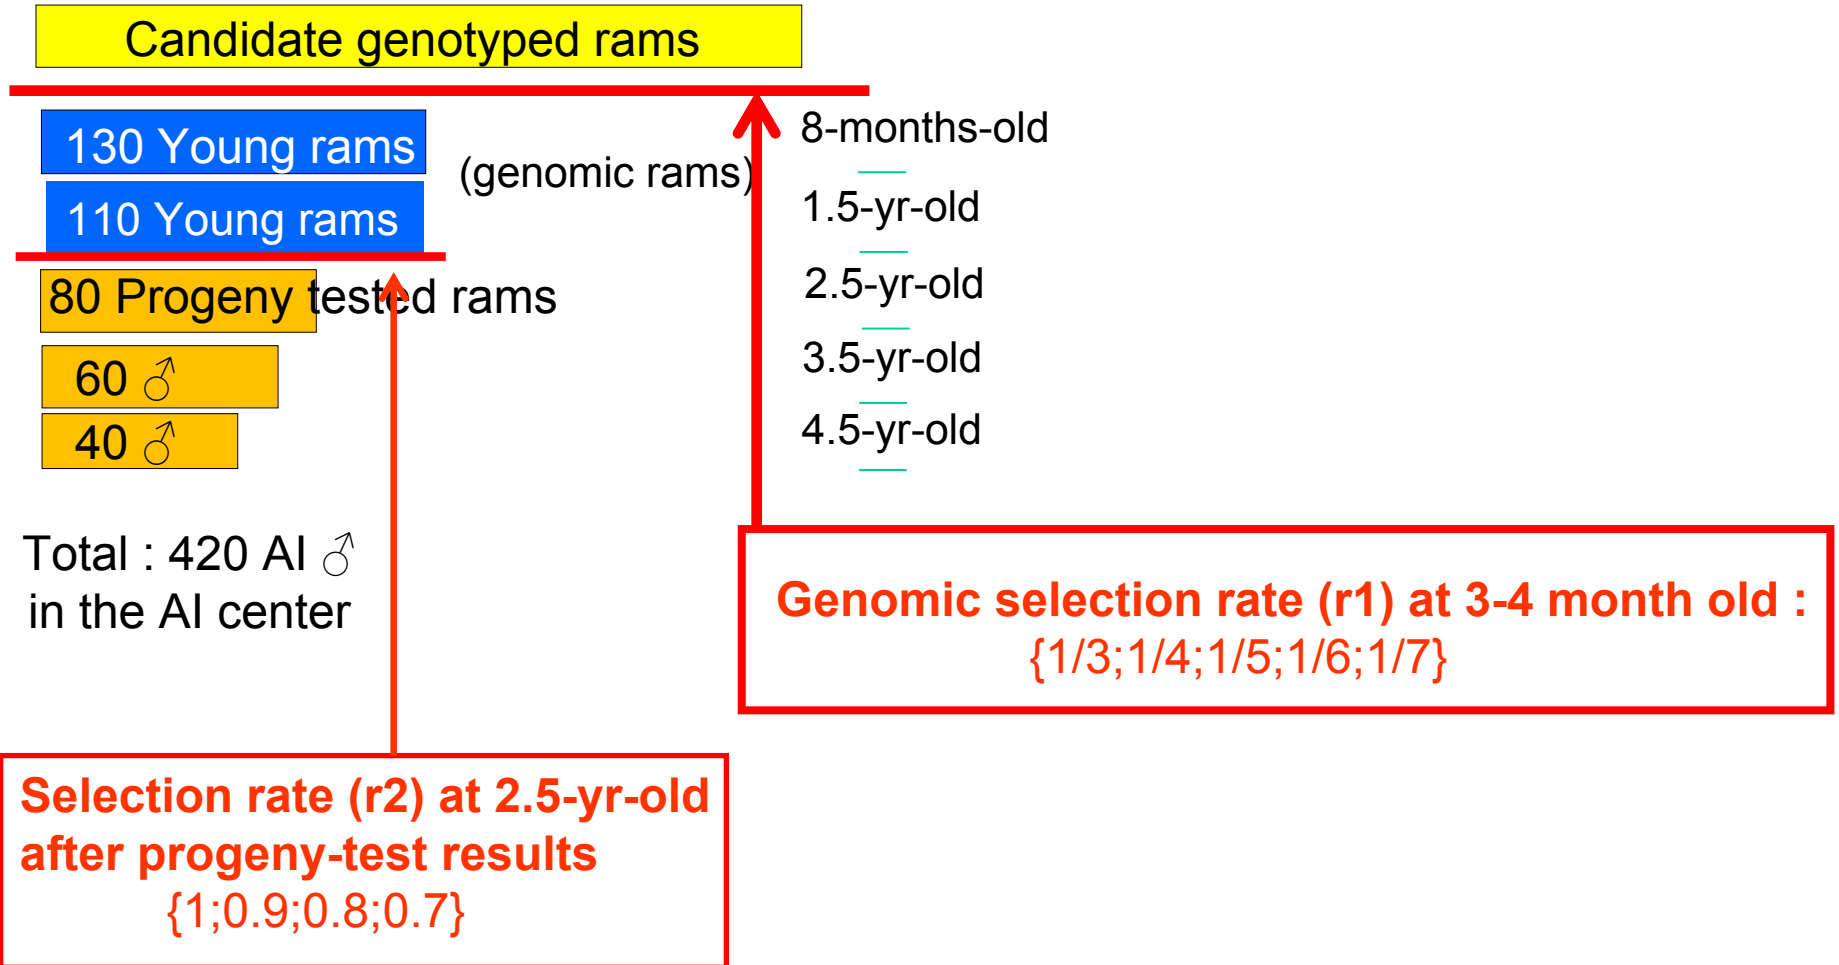 Candidate genotyped rams
130 Young rams
(genomic rams)
110 Young rams
80 Progeny tested rams
60 ♂
40 ♂
8-months-old
1.5-yr-old
2.5-yr-old
3.5-yr-old
4.5-yr-old
Total : 420 AI ♂
in the AI center
Genomic selection rate (r1) at 3-4 month old :
{1/3;1/4;1/5;1/6;1/7}
Selection rate (r2) at 2.5-yr-old
after progeny-test results
{1;0.9;0.8;0.7}